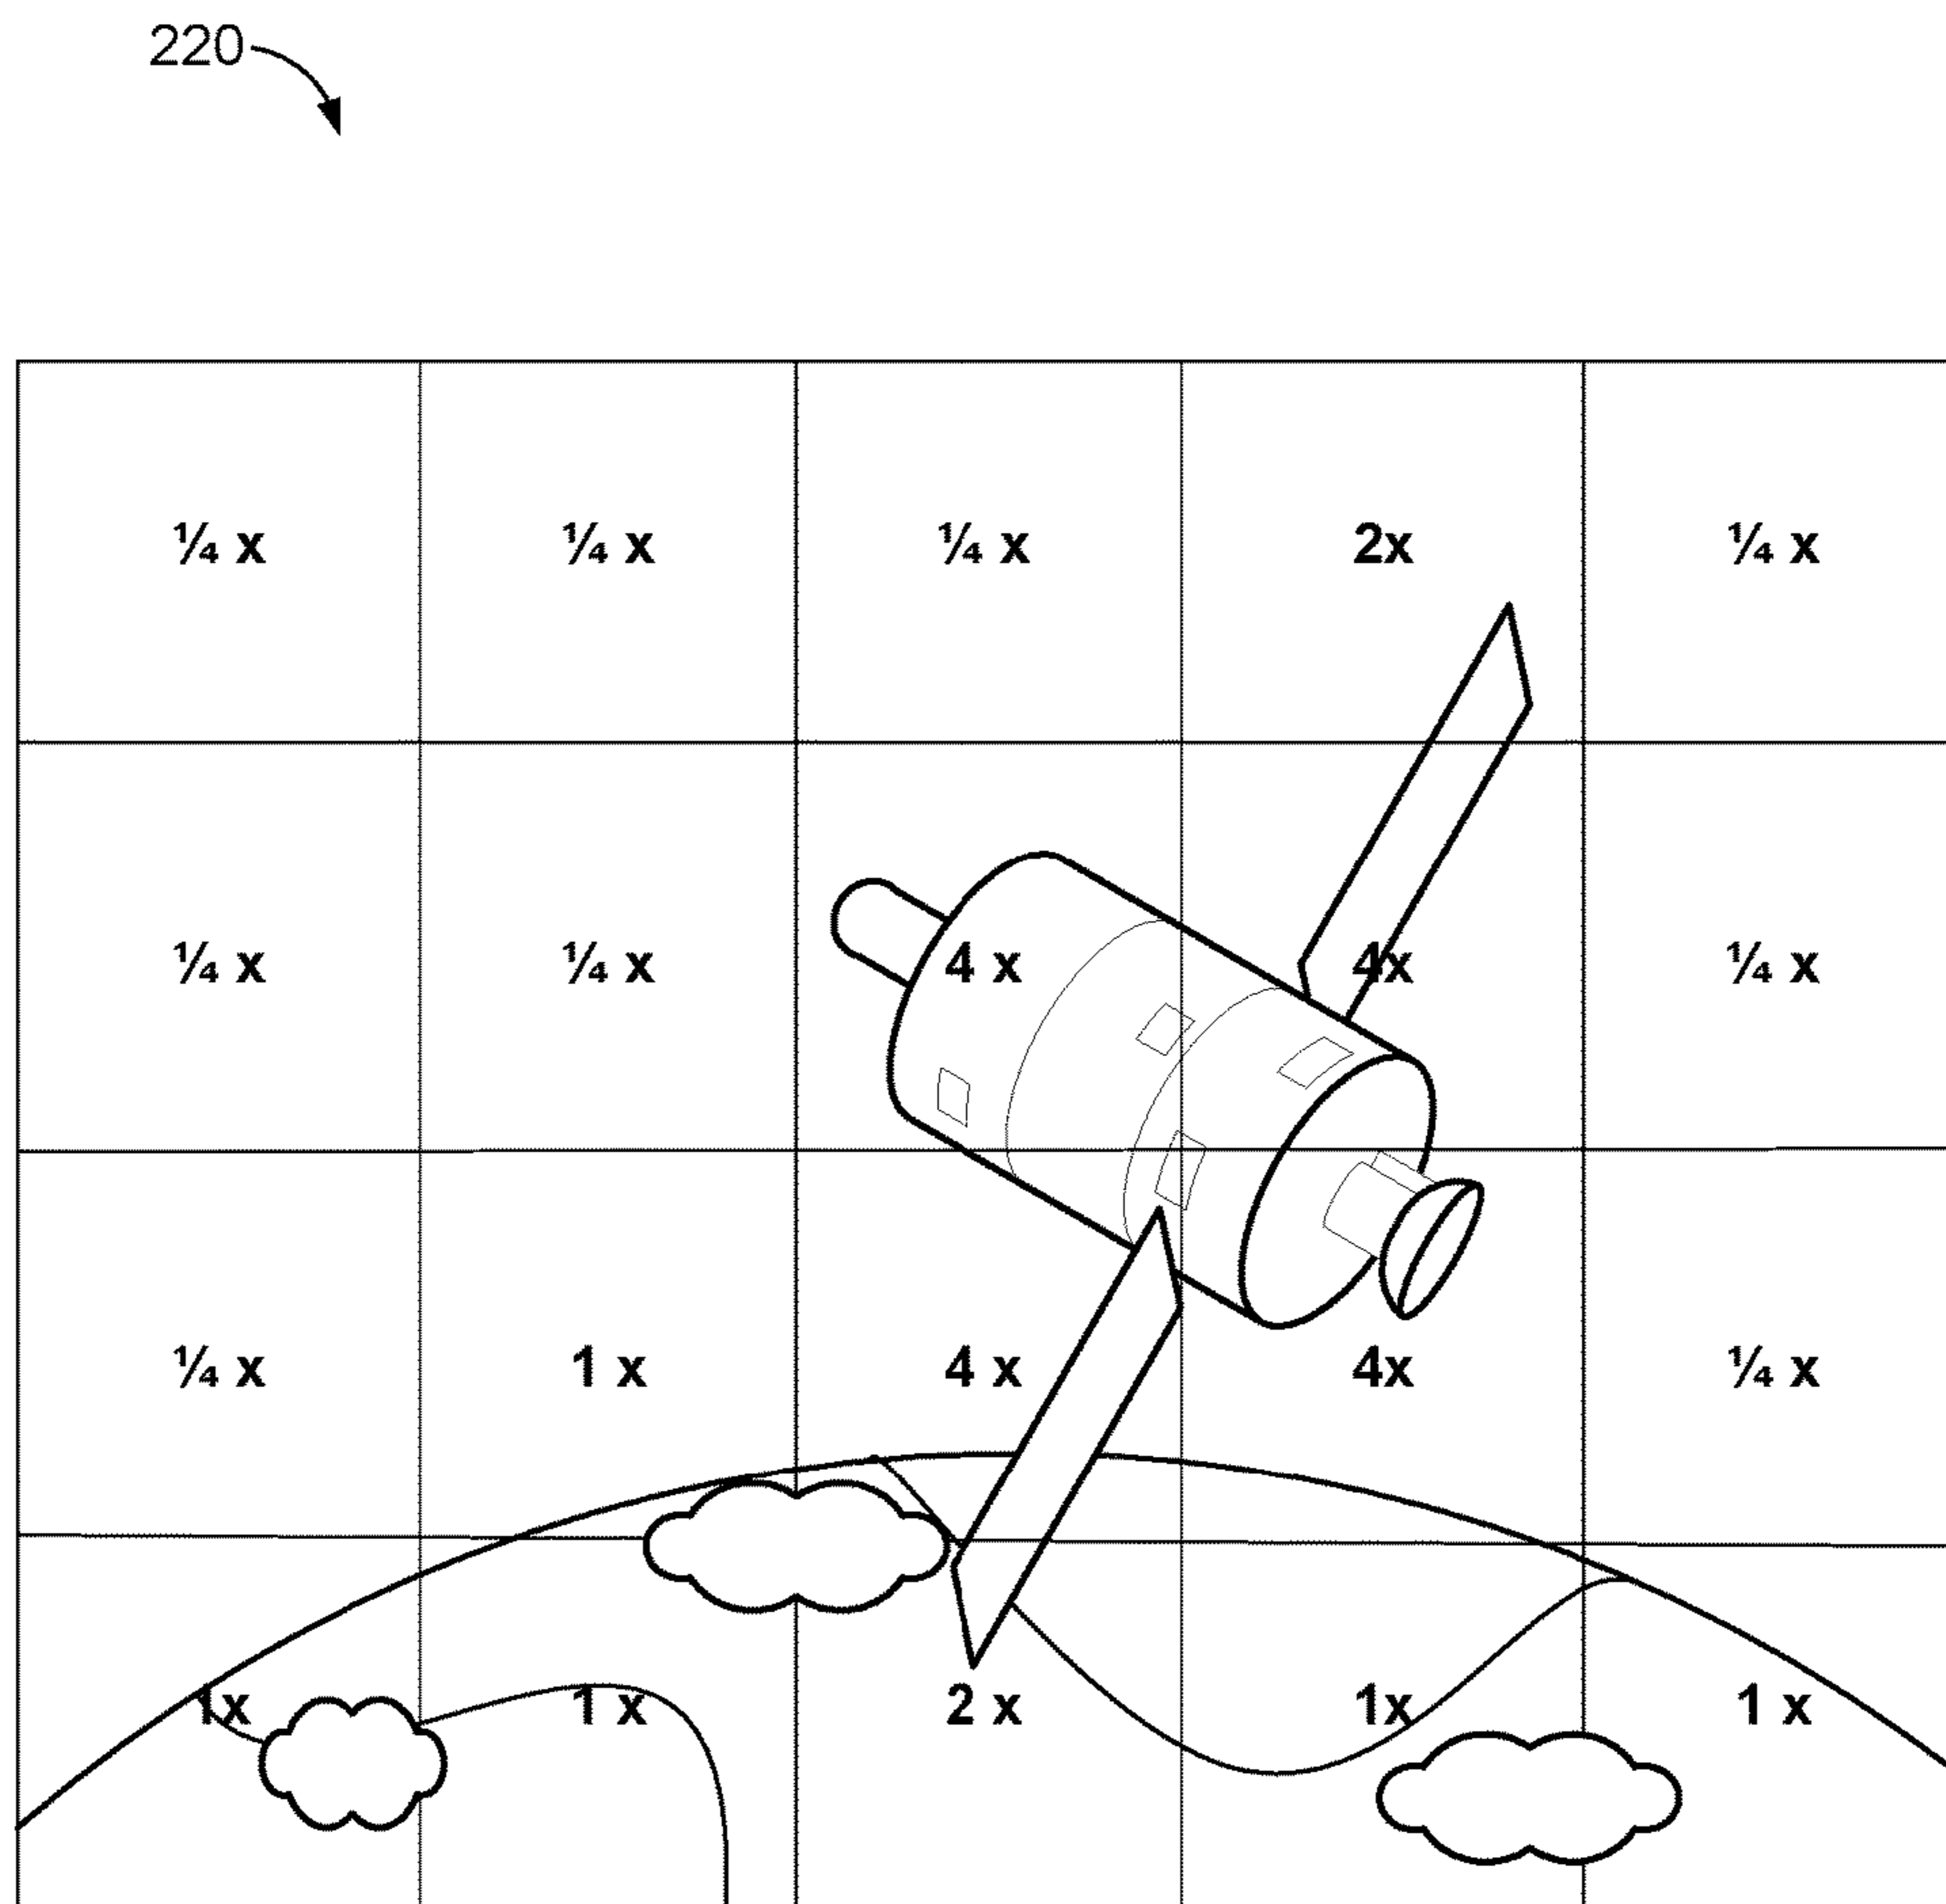 220
¼ x ¼ x ¼ x 2x ¼ x
¼ x ¼ x 4 x 4x ¼ x
¼ x 1 x 4 x 4x ¼ x
1x 1 x 2 x 1x 1 x